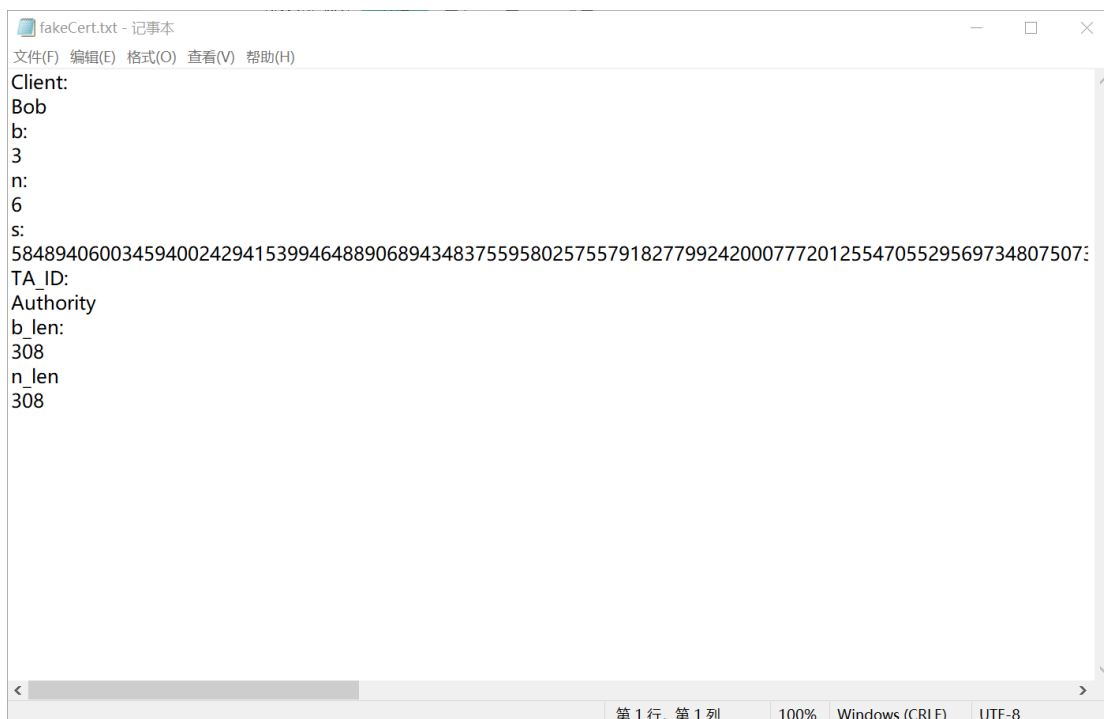 fakeCert.txt - 记事本
文件(F) 编辑(E) 格式(O) 查看(V) 帮助(H)
Client:
Bob
b:
3
n:
6
s:
58489406003459400242941539946488906894348375595802575579182779924200077720125547055295697348075073
TA_ID:
Authority
b_len:
308
n_len
308
第 1 行，第 1 列 100% Windows (CRLF) UTF-8